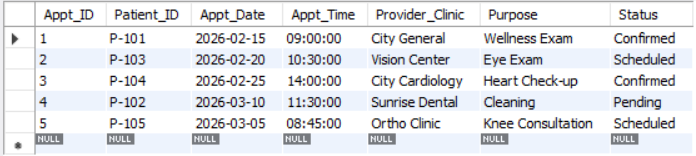 Appt_ID Patient_ID Appt_Date Appt_Time Provider_Clinic Purpose Status
1 P-101 2026-02-15 09:00:00 City General Wellness Exam Confirmed
2 P-103 2026-02-20 10:30:00 Vision Center Eye Exam Scheduled
3 P-104 2026-02-25 14:00:00 City Cardiology Heart Check-up Confirmed
4 P-102 2026-03-10 11:30:00 Sunrise Dental Cleaning Pending
5 P-105 2026-03-05 08:45:00 Ortho Clinic Knee Consultation Scheduled
NULL NULL NULL NULL NULL NULL NULL